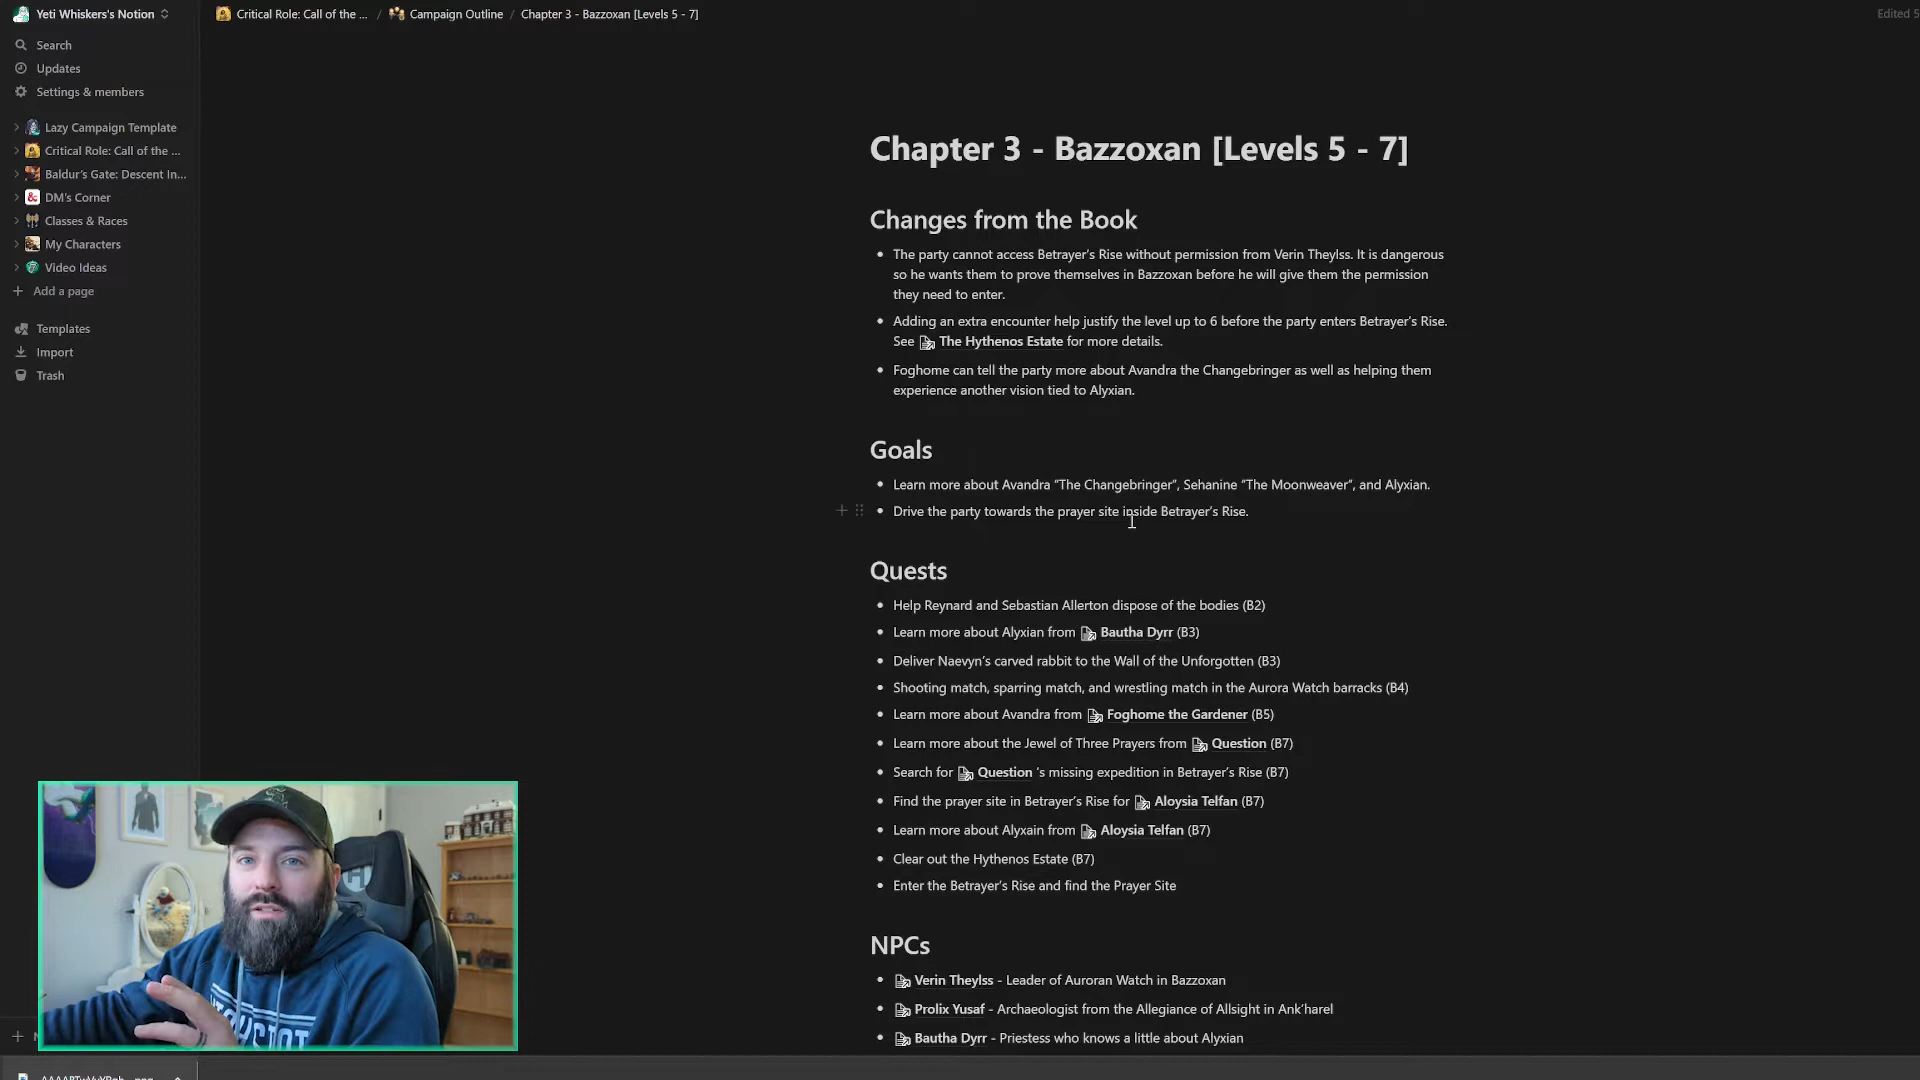 Yeti Whiskers's Notion
Critical Role: Call of the ... / Campaign Outline / Chapter 3 - Bazzoxan [Levels 5 - 7]
Edited 5
Search
Updates
Settings & members
Lazy Campaign Template
Critical Role: Call of the ...
Baldur's Gate: Descent In...
DM's Corner
Classes & Races
My Characters
Video Ideas
Add a page
Templates
Import
Trash
Chapter 3 - Bazzoxan [Levels 5 - 7]
Changes from the Book
The party cannot access Betrayer's Rise without permission from Verin Theylss. It is dangerous
so he wants them to prove themselves in Bazzoxan before he will give them the permission
they need to enter.
Adding an extra encounter help justify the level up to 6 before the party enters Betrayer's Rise.
See The Hythenos Estate for more details.
Foghome can tell the party more about Avandra the Changebringer as well as helping them
experience another vision tied to Alyxian.
Goals
Learn more about Avandra "The Changebringer", Sehanine "The Moonweaver", and Alyxian.
Drive the party towards the prayer site inside Betrayer's Rise.
Quests
Help Reynard and Sebastian Allerton dispose of the bodies (B2)
Learn more about Alyxian from Bautha Dyrr (B3)
Deliver Naevyn's carved rabbit to the Wall of the Unforgotten (B3)
Shooting match, sparring match, and wrestling match in the Aurora Watch barracks (B4)
Learn more about Avandra from Foghome the Gardener (B5)
Learn more about the Jewel of Three Prayers from Question (B7)
Search for Question 's missing expedition in Betrayer's Rise (B7)
Find the prayer site in Betrayer's Rise for Aloysia Telfan (B7)
Learn more about Alyxain from Aloysia Telfan (B7)
Clear out the Hythenos Estate (B7)
Enter the Betrayer's Rise and find the Prayer Site
NPCs
Verin Theylss - Leader of Auroran Watch in Bazzoxan
Prolix Yusaf - Archaeologist from the Allegiance of Allsight in Ank'harel
Bautha Dyrr - Priestess who knows a little about Alyxian